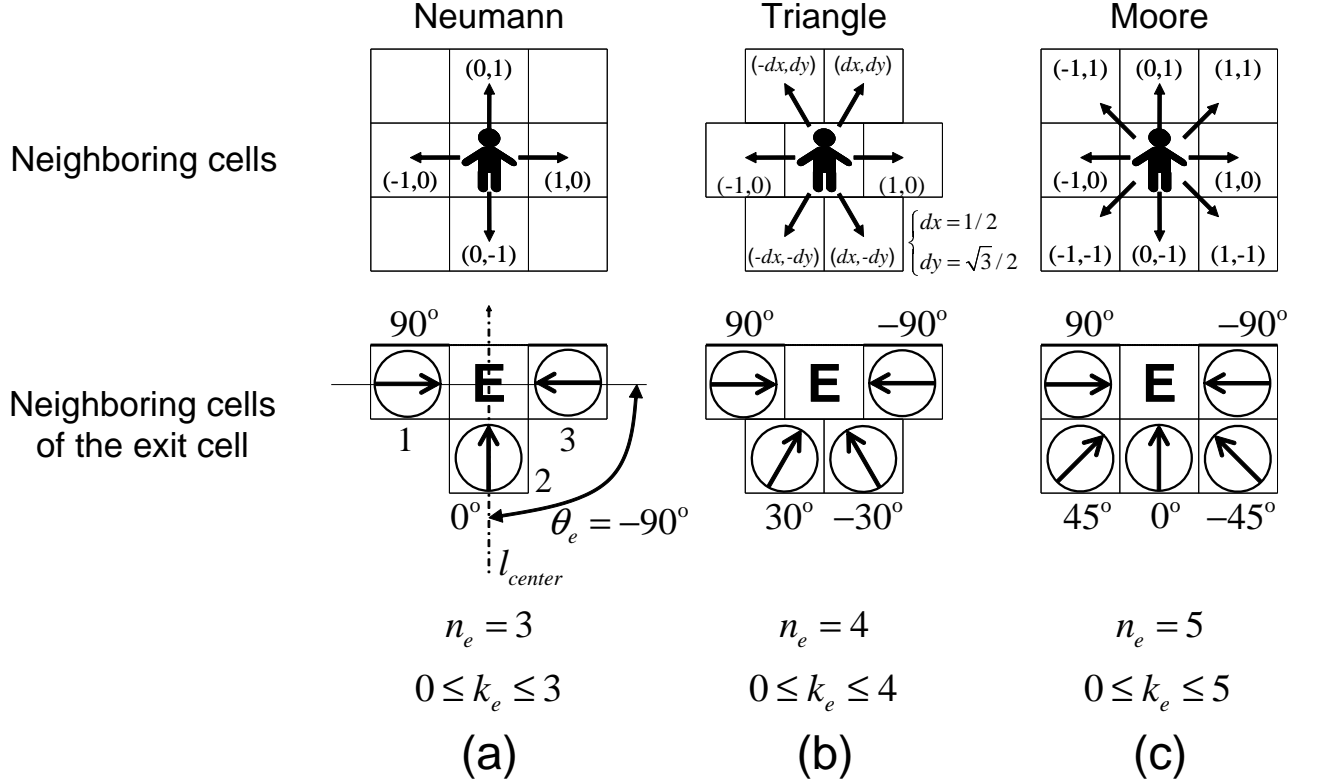 Neumann Triangle Moore
Neighboring cells
(0,1)
(-1,0) (1,0)
(0,-1)
(-dx,dy) (dx,dy)
(-1,0) (1,0)
(-dx,-dy) (dx,-dy)
{dx = 1/2
dy = √3/2
(-1,1) (0,1) (1,1)
(-1,0) (1,0)
(-1,-1) (0,-1) (1,-1)
Neighboring cells
of the exit cell
90°
E
1 3
2
0°
θe = −90°
lcenter
90° −90°
E
30° −30°
90° −90°
E
45° 0° −45°
ne = 3 ne = 4 ne = 5
0 ≤ ke ≤ 3 0 ≤ ke ≤ 4 0 ≤ ke ≤ 5
(a) (b) (c)